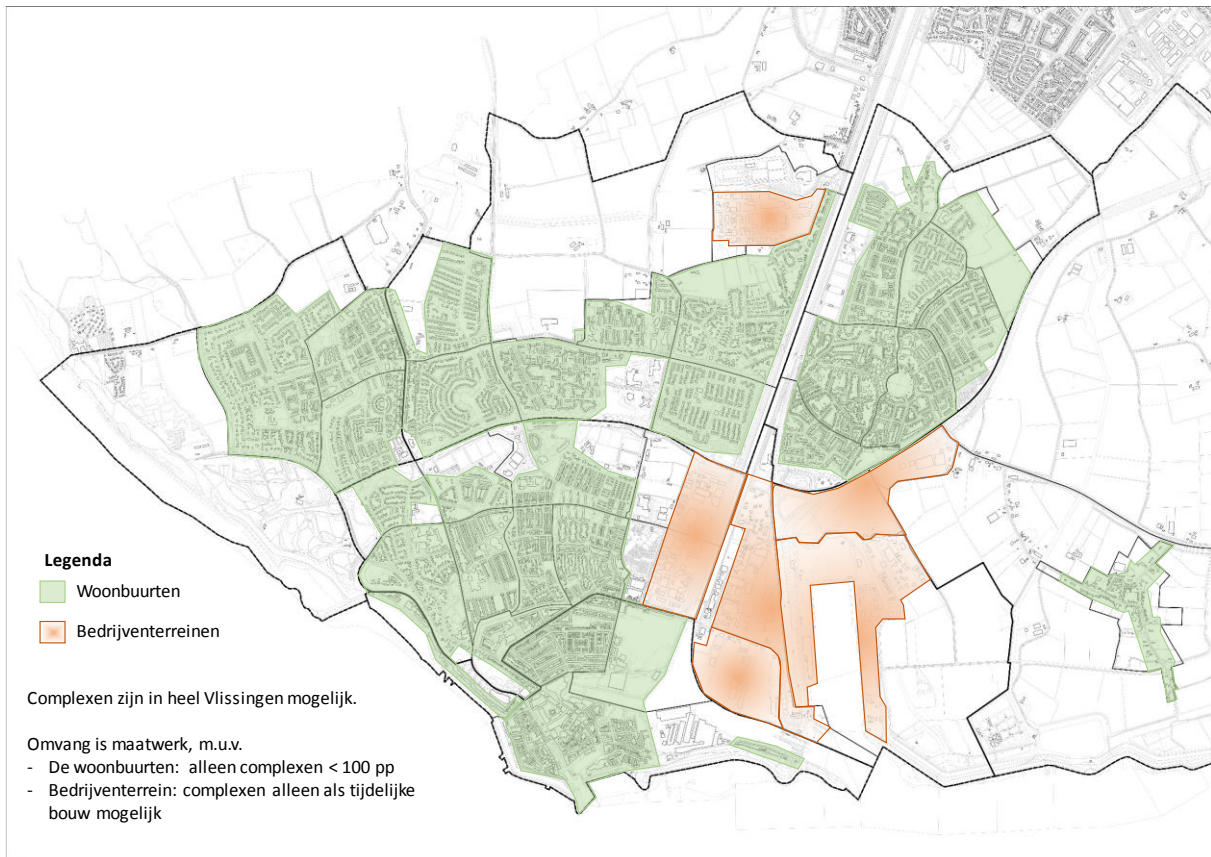 Legenda
Woonbuurten
Bedrijventerreinen
Complexen zijn in heel Vlissingen mogelijk.
Omvang is maatwerk, m.u.v.
- De woonbuurten: alleen complexen < 100 pp
- Bedrijventerrein: complexen alleen als tijdelijke
bouw mogelijk